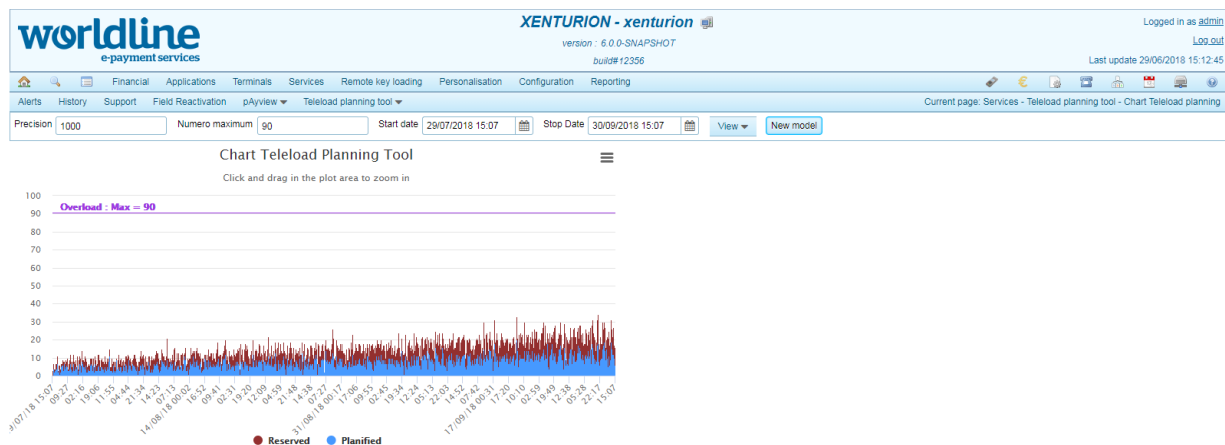 worldline
e-payment services
XENTURION - xenturion
version : 6.0.0-SNAPSHOT
build#12356
Logged in as admin
Log out
Last update 29/06/2018 15:12:45
Financial Applications Terminals Services Remote key loading Personalisation Configuration Reporting
Alerts History Support Field Reactivation pAyview Teleload planning tool
Current page: Services - Teleload planning tool - Chart Teleload planning
Precision 1000 Numero maximum 90 Start date 29/07/2018 15:07 Stop Date 30/09/2018 15:07 View New model
Chart Teleload Planning Tool
Click and drag in the plot area to zoom in
100
90
80
70
60
50
40
30
20
10
0
Overload : Max = 90
9/07/18 15:07 09:27 02:16 19:06 11:55 04:44 21:34 14:23 07:13 14/08/18 00:02 16:52 09:41 02:31 19:20 12:09 04:59 21:48 14:38 07:27 31/08/18 00:17 17:06 09:55 02:45 19:34 12:24 05:13 22:03 14:52 07:42 17/09/18 00:31 17:20 10:10 02:59 19:49 12:38 05:28 22:17 15:07
Reserved Planified